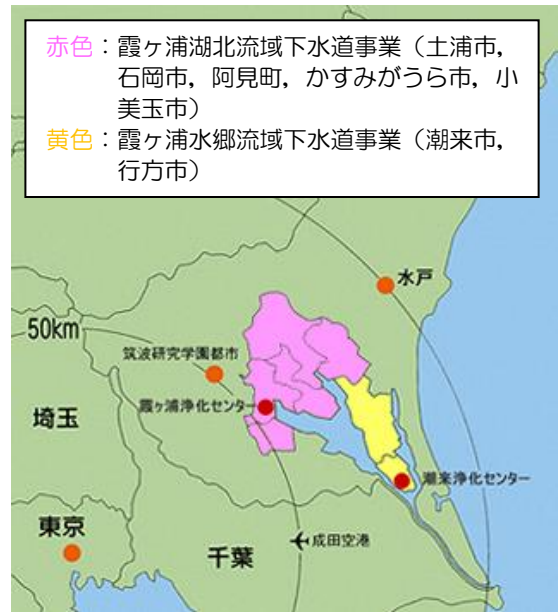 赤色：霞ヶ浦湖北流域下水道事業（土浦市，
石岡市，阿見町，かすみがうら市，小
美玉市）
黄色：霞ヶ浦水郷流域下水道事業（潮来市，
行方市）
水戸
50km
筑波研究学園都市
霞ヶ浦浄化センター
埼玉
潮来浄化センター
東京
千葉
成田空港